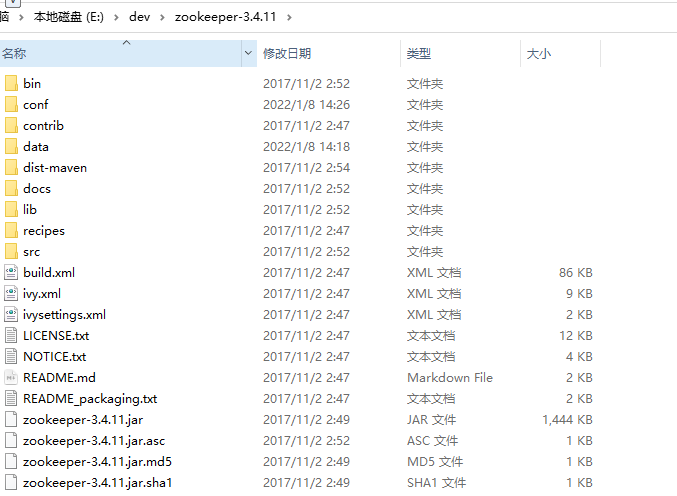 脑 › 本地磁盘 (E:) › dev › zookeeper-3.4.11 ›
名称 修改日期 类型 大小
bin 2017/11/2 2:52 文件夹
conf 2022/1/8 14:26 文件夹
contrib 2017/11/2 2:47 文件夹
data 2022/1/8 14:18 文件夹
dist-maven 2017/11/2 2:54 文件夹
docs 2017/11/2 2:52 文件夹
lib 2017/11/2 2:52 文件夹
recipes 2017/11/2 2:47 文件夹
src 2017/11/2 2:52 文件夹
build.xml 2017/11/2 2:47 XML 文档 86 KB
ivy.xml 2017/11/2 2:47 XML 文档 9 KB
ivysettings.xml 2017/11/2 2:47 XML 文档 2 KB
LICENSE.txt 2017/11/2 2:47 文本文档 12 KB
NOTICE.txt 2017/11/2 2:47 文本文档 4 KB
README.md 2017/11/2 2:47 Markdown File 2 KB
README_packaging.txt 2017/11/2 2:47 文本文档 2 KB
zookeeper-3.4.11.jar 2017/11/2 2:49 JAR 文件 1,444 KB
zookeeper-3.4.11.jar.asc 2017/11/2 2:52 ASC 文件 1 KB
zookeeper-3.4.11.jar.md5 2017/11/2 2:49 MD5 文件 1 KB
zookeeper-3.4.11.jar.sha1 2017/11/2 2:49 SHA1 文件 1 KB